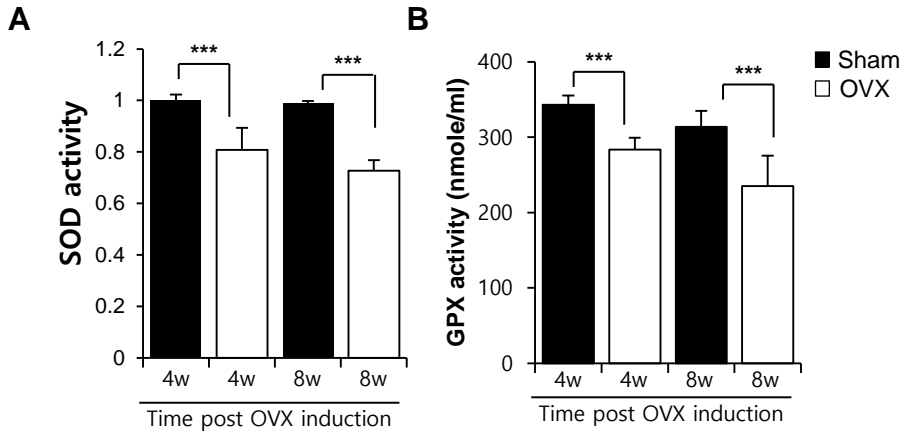 A
SOD activity
1.2
1
0.8
0.6
0.4
0.2
0
***
***
4w 4w 8w 8w
Time post OVX induction
B
GPX activity (nmole/ml)
400
300
200
100
0
***
***
4w 4w 8w 8w
Time post OVX induction
Sham
OVX